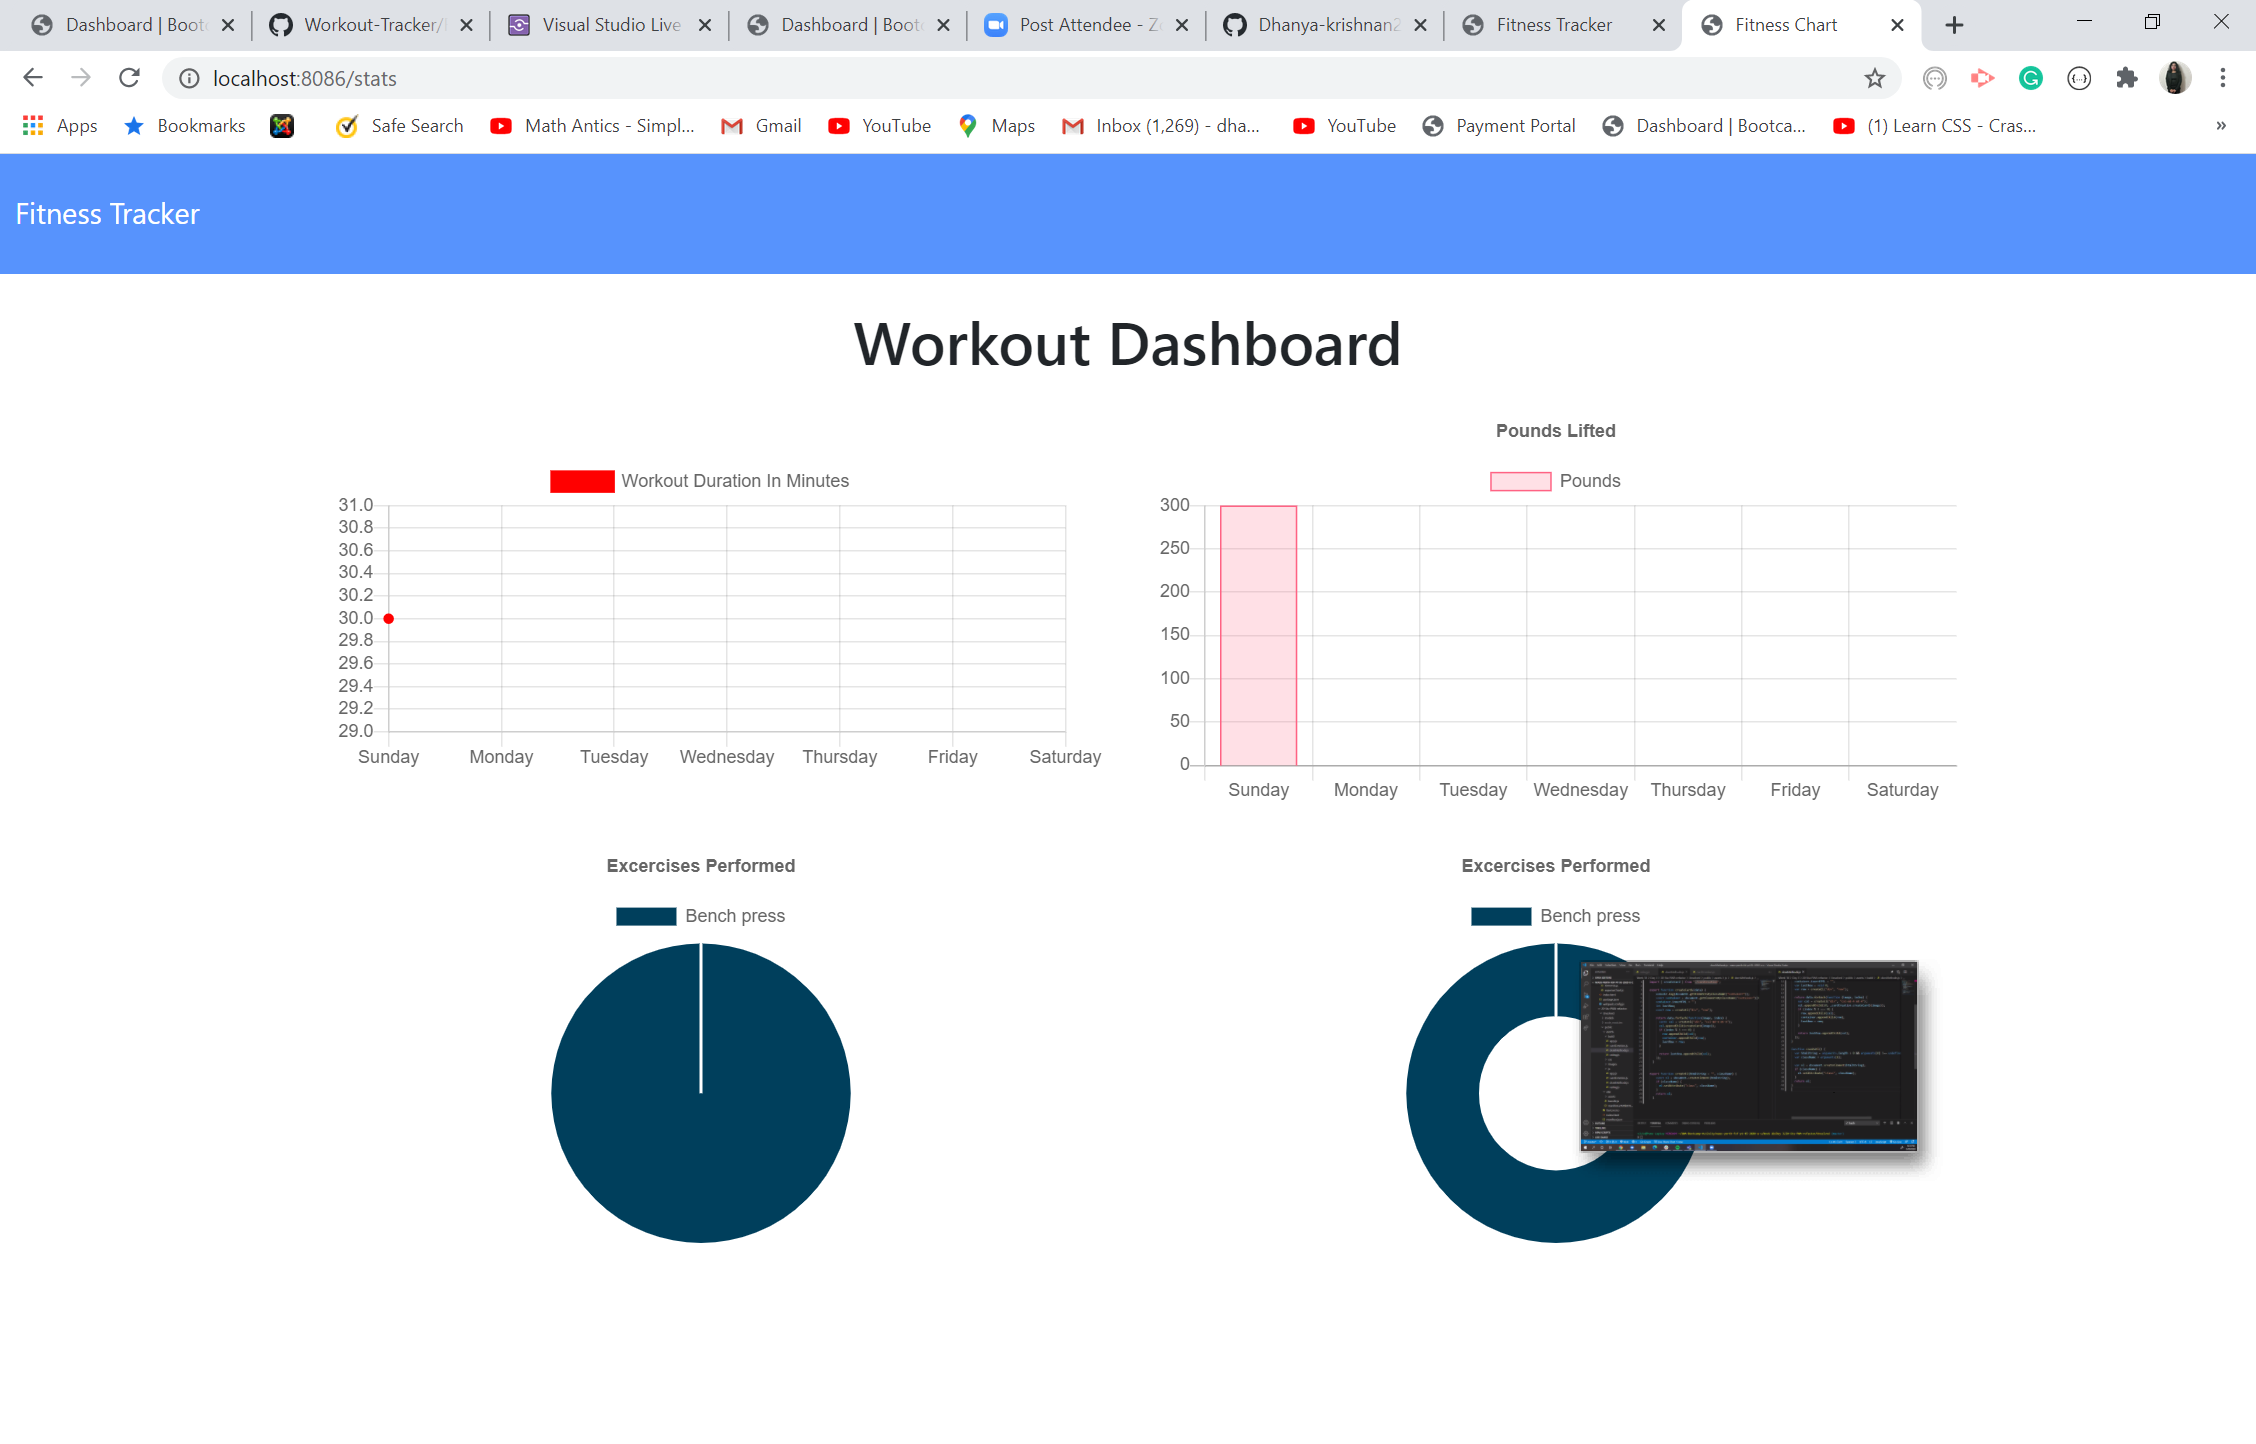 Dashboard | Boot
Workout-Tracker/
Visual Studio Live
Dashboard | Boot
Post Attendee - Z
Dhanya-krishnan2
Fitness Tracker
Fitness Chart
localhost:8086/stats
Apps
Bookmarks
Safe Search
Math Antics - Simpl...
Gmail
YouTube
Maps
Inbox (1,269) - dha...
YouTube
Payment Portal
Dashboard | Bootca...
(1) Learn CSS - Cras...
»
Fitness Tracker
Workout Dashboard
Workout Duration In Minutes
31.0
30.8
30.6
30.4
30.2
30.0
29.8
29.6
29.4
29.2
29.0
Sunday Monday Tuesday Wednesday Thursday Friday Saturday
Pounds Lifted
Pounds
300
250
200
150
100
50
0
Sunday Monday Tuesday Wednesday Thursday Friday Saturday
Excercises Performed
Bench press
Excercises Performed
Bench press